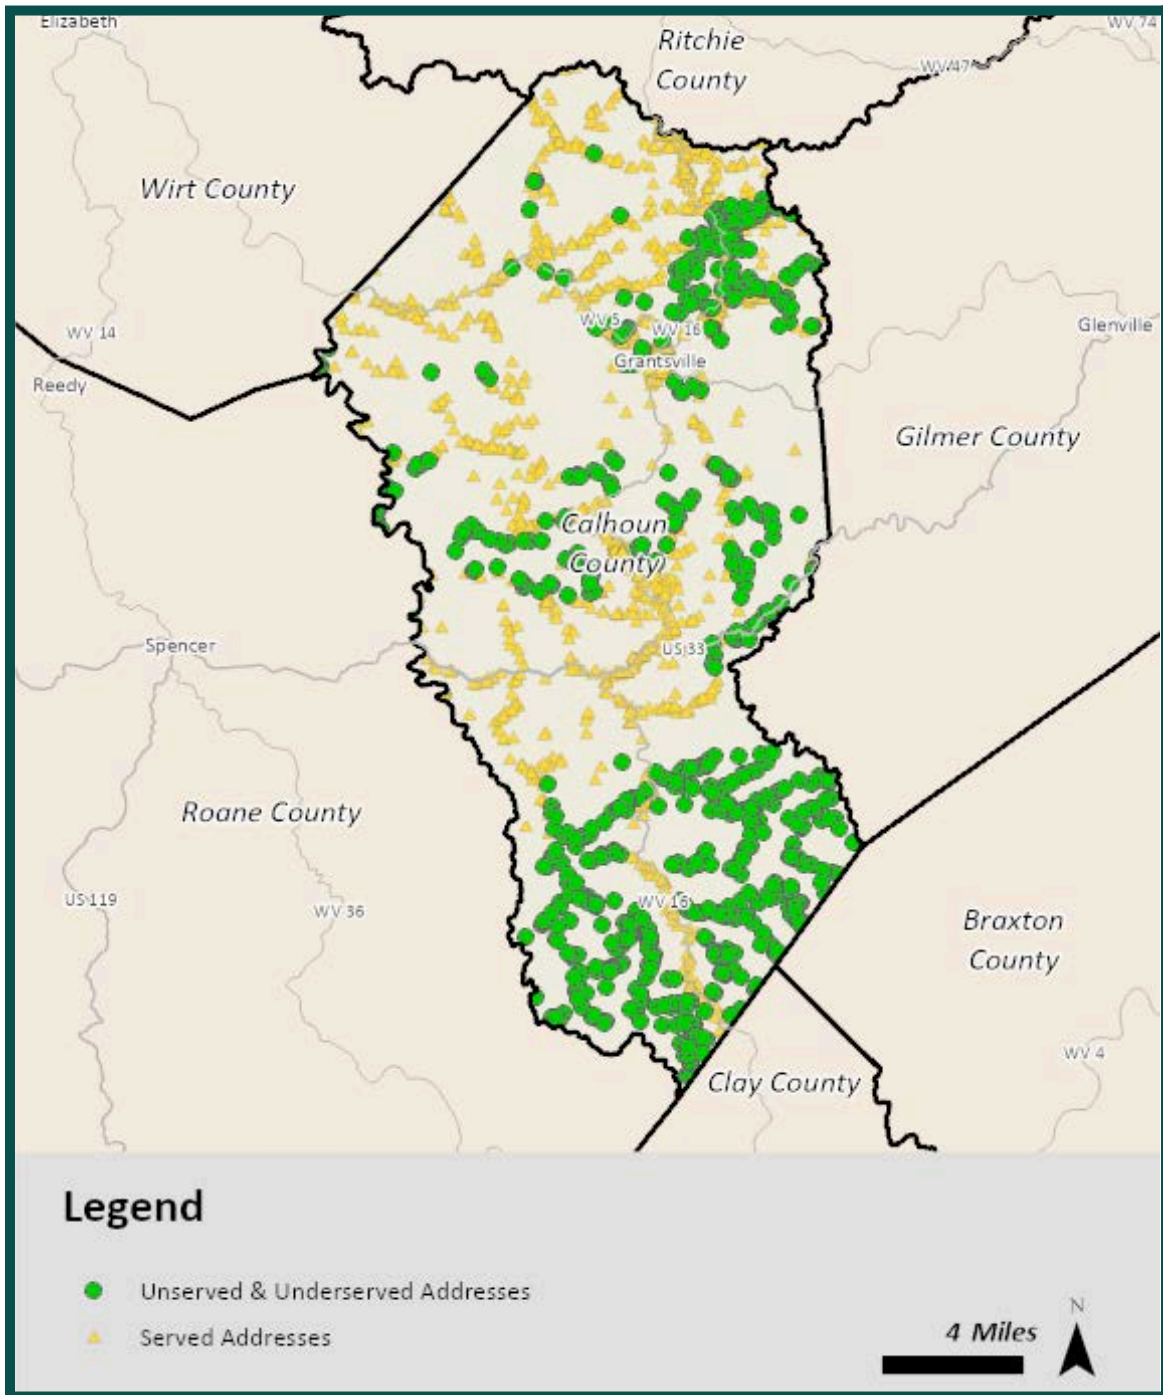 Elizabeth
WV 74
Ritchie
County
WV 47
Wirt County
WV 14
WV 5
WV 16
Glenville
Grantsville
Reedy
Gilmer County
Calhoun
County
Spencer
US 33
Roane County
US 119
WV 36
WV 16
Braxton
County
WV 4
Clay County
Legend
Unserved & Underserved Addresses
Served Addresses
N
4 Miles